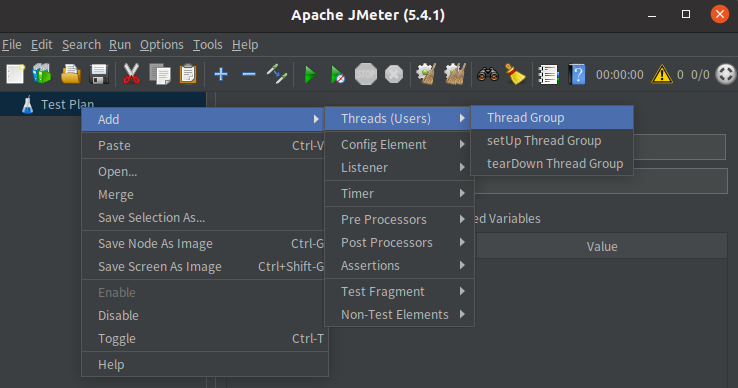 Apache JMeter (5.4.1)
File Edit Search Run Options Tools Help
00:00:00 0 0/0
Test Plan
Add
Paste Ctrl-V
Open...
Merge
Save Selection As...
Save Node As Image Ctrl-G
Save Screen As Image Ctrl+Shift-G
Enable
Disable
Toggle Ctrl-T
Help
Threads (Users)
Config Element
Listener
Timer
Pre Processors
Post Processors
Assertions
Test Fragment
Non-Test Elements
Thread Group
setUp Thread Group
tearDown Thread Group
Variables
Value